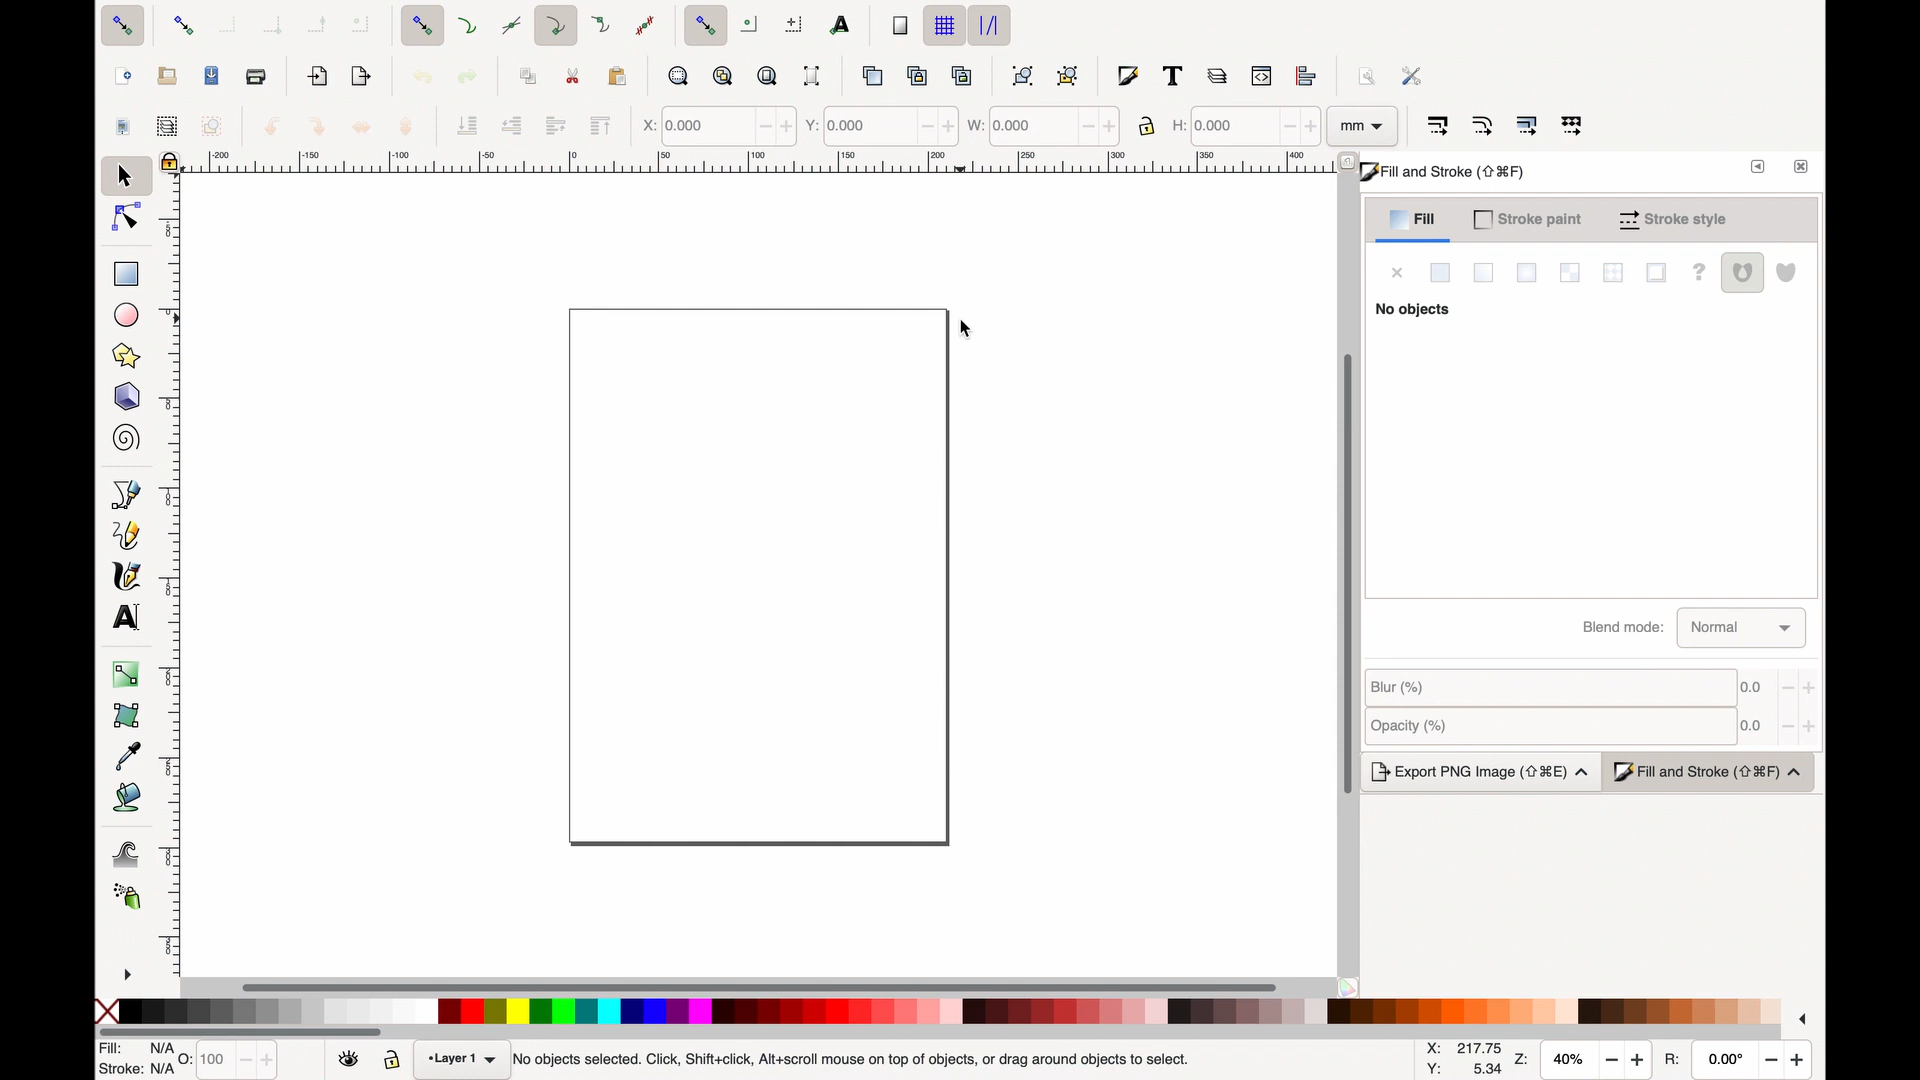 X: 0.000 Y: 0.000 W: 0.000 H: 0.000 mm
-200 -150 -100 -50 0 50 100 150 200 250 300 350 400
Fill and Stroke (⇧⌘F)
Fill Stroke paint Stroke style
No objects
Blend mode: Normal
Blur (%) 0.0
Opacity (%) 0.0
Export PNG Image (⇧⌘E) Fill and Stroke (⇧⌘F)
Fill: N/A
Stroke: N/A
O: 100
•Layer 1
No objects selected. Click, Shift+click, Alt+scroll mouse on top of objects, or drag around objects to select.
X: 217.75
Y: 5.34
Z: 40%
R: 0.00°